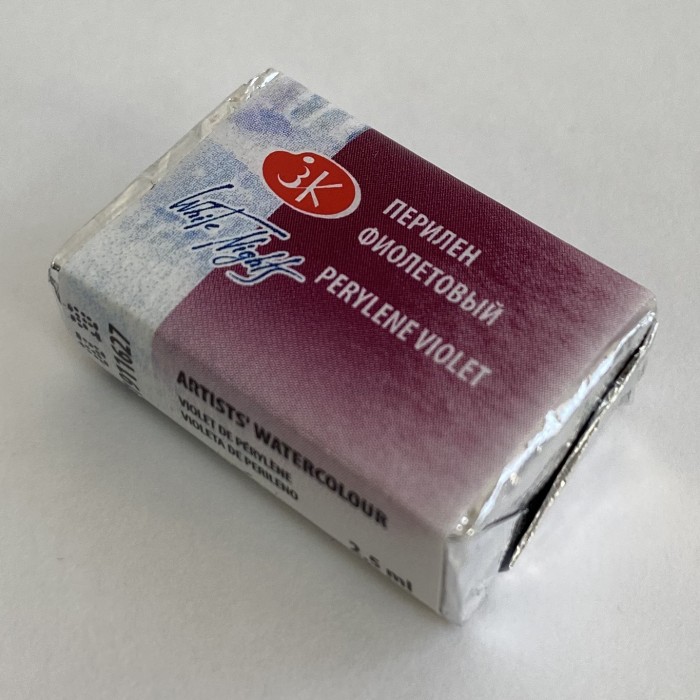 ЗК
White Nights
ПЕРИЛЕН
ФИОЛЕТОВЫЙ
PERYLENE VIOLET
ARTISTS' WATERCOLOUR
VIOLET DE PÉRYLÈNE
VIOLETA DE PERILENO
2.5 ml